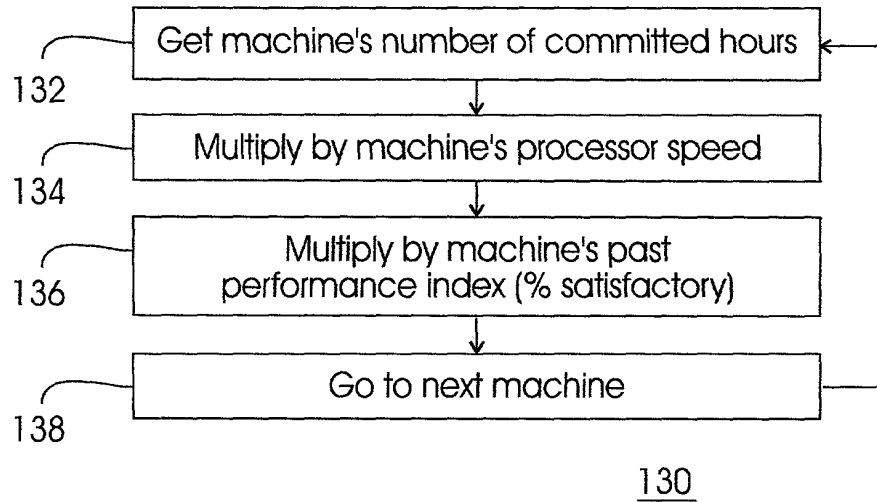 Get machine's number of committed hours
132
Multiply by machine's processor speed
134
Multiply by machine's past
performance index (% satisfactory)
136
Go to next machine
138
130